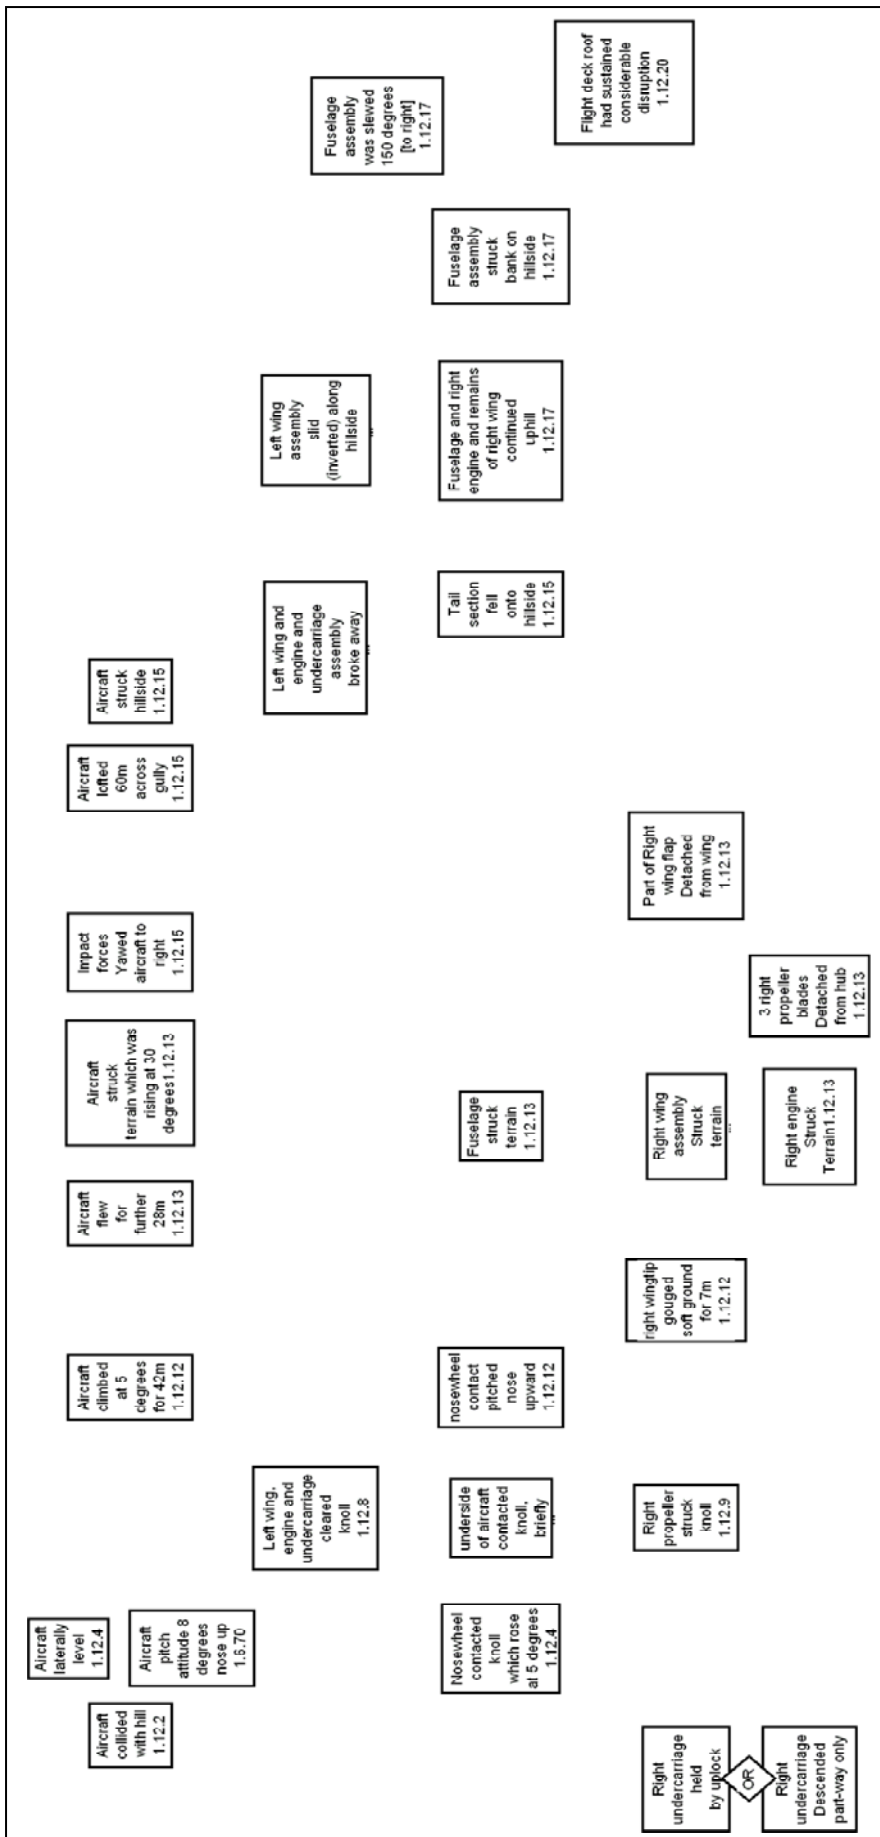 Aircraft
laterally
level
1.12.4
Aircraft
collided
with hill
1.12.2
Aircraft
pitch
attitude 8
degrees
nose up
1.6.70
Aircraft
climbed
at 5
degrees
for 42m
1.12.12
Aircraft
flew
for
further
28m
1.12.13
Aircraft
struck
terrain which was
rising at 30
degrees1.12.13
Impact
forces
Yawed
aircraft to
right
1.12.15
Aircraft
lofted
60m
across
gully
1.12.15
Aircraft
struck
hillside
1.12.15
Left wing,
engine and
undercarriage
cleared
knoll
1.12.8
Left wing and
engine and
undercarriage
assembly
broke away
Left wing
assembly
slid
(inverted) along
hillside
Fuselage
assembly
was slewed
150 degrees
[to right]
1.12.17
Nosewheel
contacted
knoll
which rose
at 5 degrees
1.12.4
underside
of aircraft
contacted
knoll,
briefly
nosewheel
contact
pitched
nose
upward
1.12.12
Fuselage
struck
terrain
1.12.13
Tail
section
fell
onto
hillside
1.12.15
Fuselage and right
engine and remains
of right wing
continued
uphill
1.12.17
Fuselage
assembly
struck
bank on
hillside
1.12.17
Flight deck roof
had sustained
considerable
disruption
1.12.20
Right
undercarriage
held
by uplock
OR
Right
undercarriage
Descended
part-way only
Right
propeller
struck
knoll
1.12.9
right wingtip
gouged
soft ground
for 7m
1.12.12
Right wing
assembly
Struck
terrain
Right engine
Struck
Terrain1.12.13
3 right
propeller
blades
Detached
from hub
1.12.13
Part of Right
wing flap
Detached
from wing
1.12.13